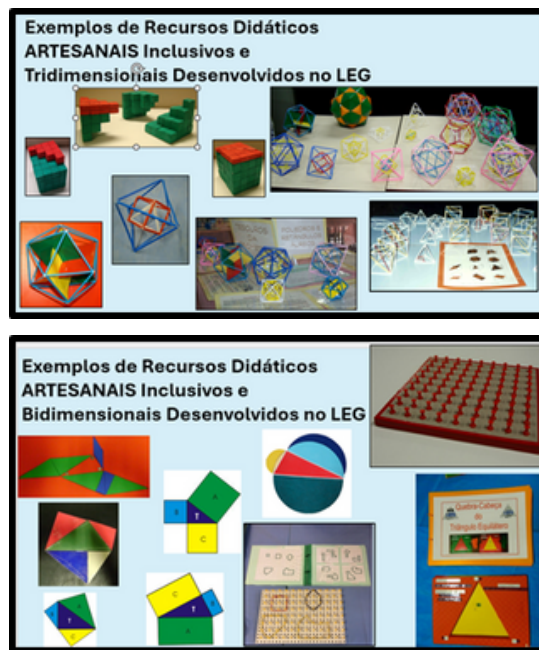 Exemplos de Recursos Didáticos
ARTESANAIS Inclusivos e
Tridimensionais Desenvolvidos no LEG
Exemplos de Recursos Didáticos
ARTESANAIS Inclusivos e
Bidimensionais Desenvolvidos no LEG
Quebra-Cabeça
do
Triângulo Equilátero
A
B
T
C
T
C
T